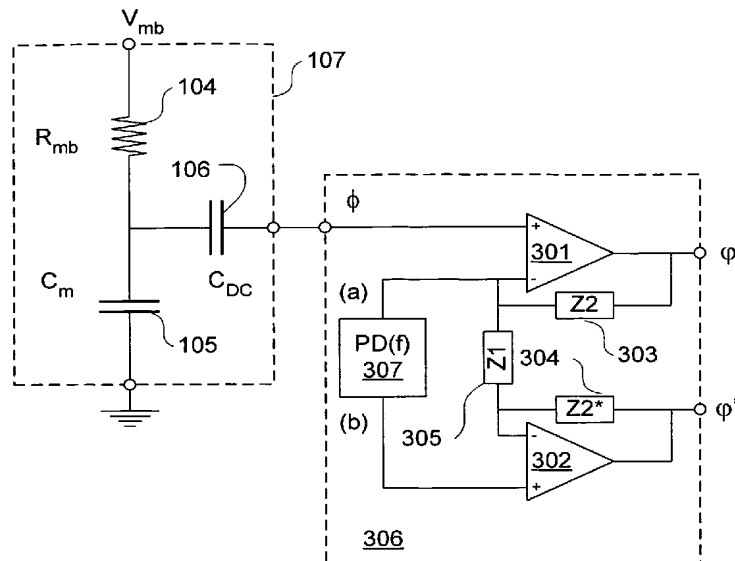 V_mb
107
104
R_mb
106
ϕ
+
301
φ
C_m
C_DC
(a)
-
Z2
303
105
PD(f)
307
Z1
304
(b)
305
Z2*
φ*
-
302
+
306